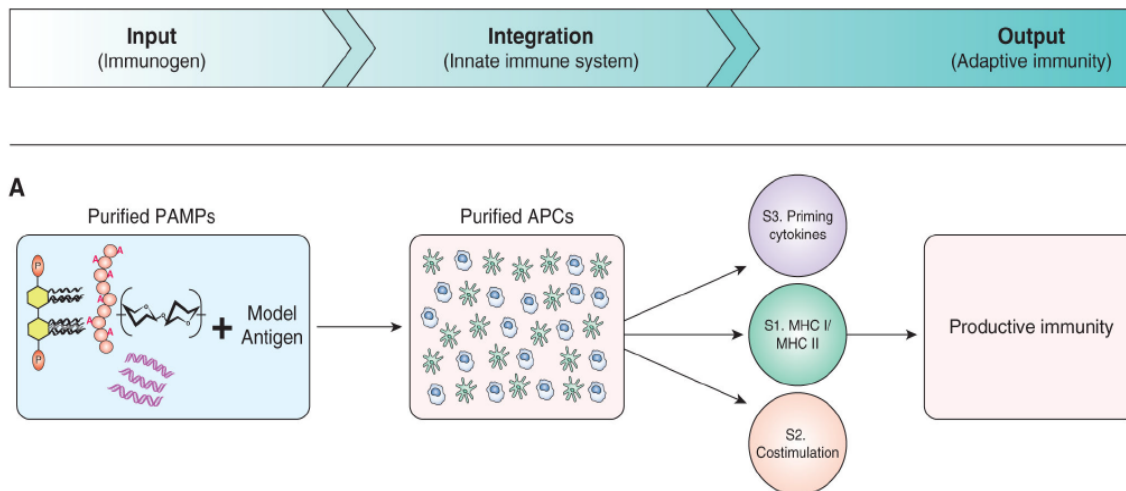 Input
(Immunogen)
Integration
(Innate immune system)
Output
(Adaptive immunity)
A
Purified PAMPs
P
A
A
A
A
A
P
O
O
O
+
Model
Antigen
Purified APCs
S3. Priming
cytokines
S1. MHC I/
MHC II
S2.
Costimulation
Productive immunity